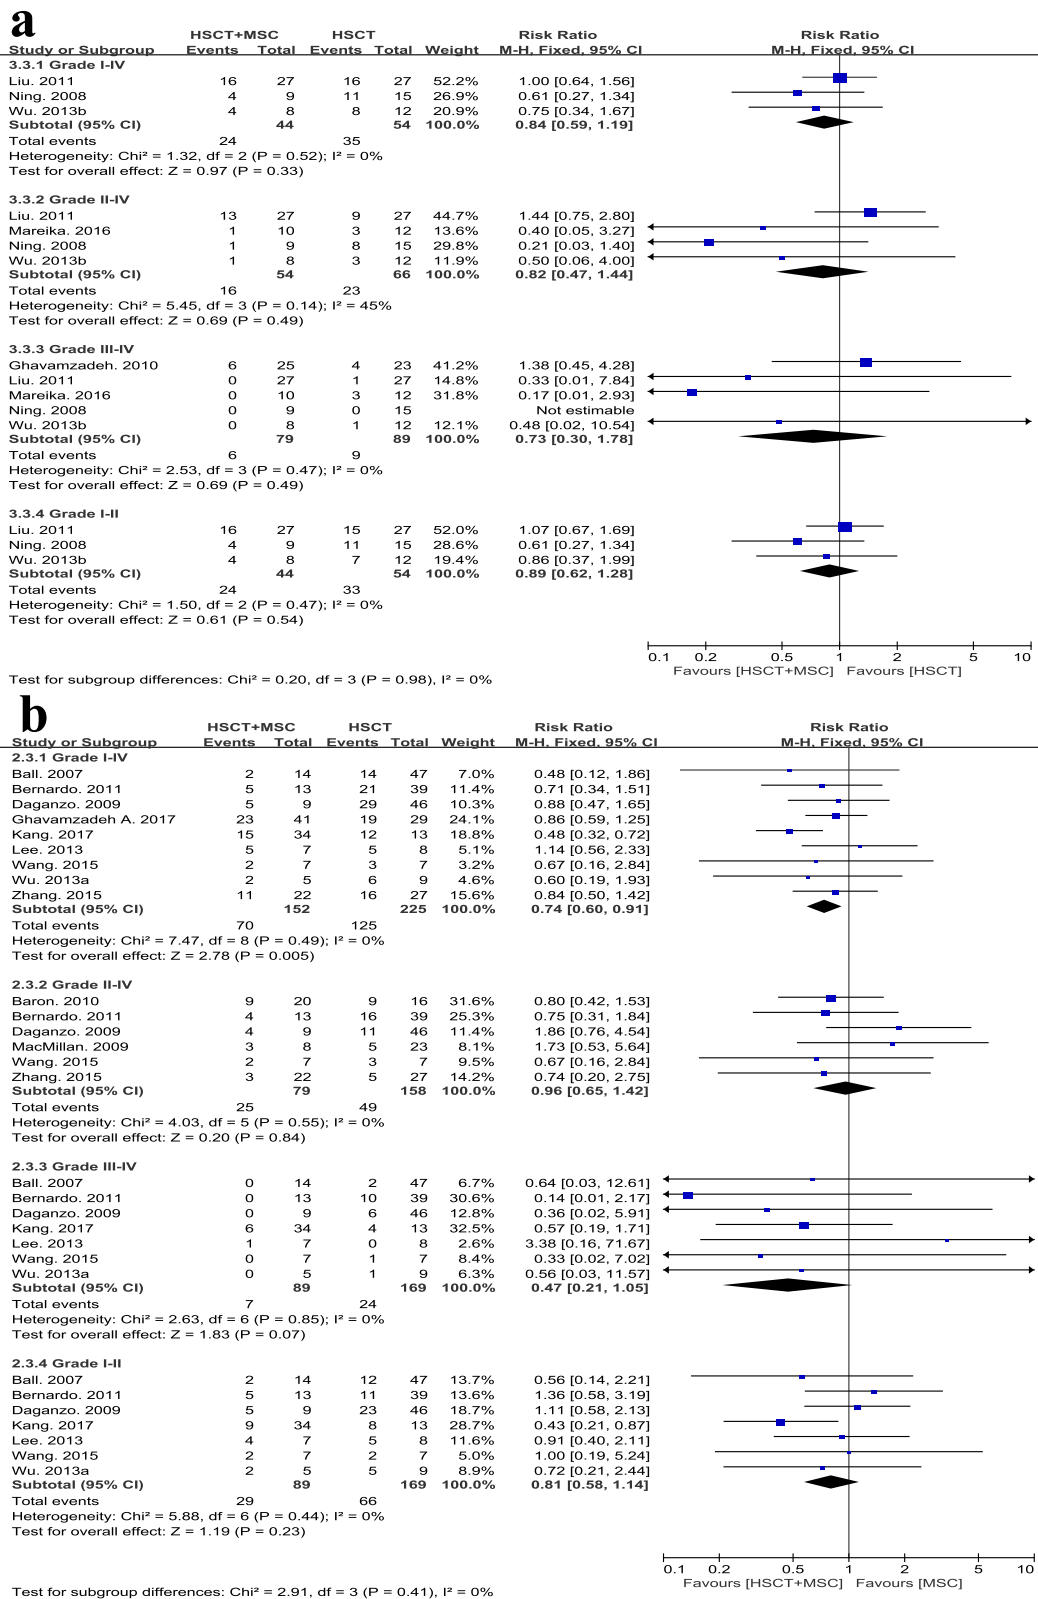 a
HSCT+MSC HSCT Risk Ratio Risk Ratio
Study or Subgroup Events Total Events Total Weight M-H, Fixed, 95% CI M-H, Fixed, 95% CI
3.3.1 Grade I-IV
Liu. 2011 16 27 16 27 52.2% 1.00 [0.64, 1.56]
Ning. 2008 4 9 11 15 26.9% 0.61 [0.27, 1.34]
Wu. 2013b 4 8 8 12 20.9% 0.75 [0.34, 1.67]
Subtotal (95% CI) 44 54 100.0% 0.84 [0.59, 1.19]
Total events 24 35
Heterogeneity: Chi² = 1.32, df = 2 (P = 0.52); I² = 0%
Test for overall effect: Z = 0.97 (P = 0.33)
3.3.2 Grade II-IV
Liu. 2011 13 27 9 27 44.7% 1.44 [0.75, 2.80]
Mareika. 2016 1 10 3 12 13.6% 0.40 [0.05, 3.27]
Ning. 2008 1 9 8 15 29.8% 0.21 [0.03, 1.40]
Wu. 2013b 1 8 3 12 11.9% 0.50 [0.06, 4.00]
Subtotal (95% CI) 54 66 100.0% 0.82 [0.47, 1.44]
Total events 16 23
Heterogeneity: Chi² = 5.45, df = 3 (P = 0.14); I² = 45%
Test for overall effect: Z = 0.69 (P = 0.49)
3.3.3 Grade III-IV
Ghavamzadeh. 2010 6 25 4 23 41.2% 1.38 [0.45, 4.28]
Liu. 2011 0 27 1 27 14.8% 0.33 [0.01, 7.84]
Mareika. 2016 0 10 3 12 31.8% 0.17 [0.01, 2.93]
Ning. 2008 0 9 0 15 Not estimable
Wu. 2013b 0 8 1 12 12.1% 0.48 [0.02, 10.54]
Subtotal (95% CI) 79 89 100.0% 0.73 [0.30, 1.78]
Total events 6 9
Heterogeneity: Chi² = 2.53, df = 3 (P = 0.47); I² = 0%
Test for overall effect: Z = 0.69 (P = 0.49)
3.3.4 Grade I-II
Liu. 2011 16 27 15 27 52.0% 1.07 [0.67, 1.69]
Ning. 2008 4 9 11 15 28.6% 0.61 [0.27, 1.34]
Wu. 2013b 4 8 7 12 19.4% 0.86 [0.37, 1.99]
Subtotal (95% CI) 44 54 100.0% 0.89 [0.62, 1.28]
Total events 24 33
Heterogeneity: Chi² = 1.50, df = 2 (P = 0.47); I² = 0%
Test for overall effect: Z = 0.61 (P = 0.54)
0.1 0.2 0.5 1 2 5 10
Favours [HSCT+MSC] Favours [HSCT]
Test for subgroup differences: Chi² = 0.20, df = 3 (P = 0.98), I² = 0%
b
HSCT+MSC HSCT Risk Ratio Risk Ratio
Study or Subgroup Events Total Events Total Weight M-H, Fixed, 95% CI M-H, Fixed, 95% CI
2.3.1 Grade I-IV
Ball. 2007 2 14 14 47 7.0% 0.48 [0.12, 1.86]
Bernardo. 2011 5 13 21 39 11.4% 0.71 [0.34, 1.51]
Daganzo. 2009 5 9 29 46 10.3% 0.88 [0.47, 1.65]
Ghavamzadeh A. 2017 23 41 19 29 24.1% 0.86 [0.59, 1.25]
Kang. 2017 15 34 12 13 18.8% 0.48 [0.32, 0.72]
Lee. 2013 5 7 5 8 5.1% 1.14 [0.56, 2.33]
Wang. 2015 2 7 3 7 3.2% 0.67 [0.16, 2.84]
Wu. 2013a 2 5 6 9 4.6% 0.60 [0.19, 1.93]
Zhang. 2015 11 22 16 27 15.6% 0.84 [0.50, 1.42]
Subtotal (95% CI) 152 225 100.0% 0.74 [0.60, 0.91]
Total events 70 125
Heterogeneity: Chi² = 7.47, df = 8 (P = 0.49); I² = 0%
Test for overall effect: Z = 2.78 (P = 0.005)
2.3.2 Grade II-IV
Baron. 2010 9 20 9 16 31.6% 0.80 [0.42, 1.53]
Bernardo. 2011 4 13 16 39 25.3% 0.75 [0.31, 1.84]
Daganzo. 2009 4 9 11 46 11.4% 1.86 [0.76, 4.54]
MacMillan. 2009 3 8 5 23 8.1% 1.73 [0.53, 5.64]
Wang. 2015 2 7 3 7 9.5% 0.67 [0.16, 2.84]
Zhang. 2015 3 22 5 27 14.2% 0.74 [0.20, 2.75]
Subtotal (95% CI) 79 158 100.0% 0.96 [0.65, 1.42]
Total events 25 49
Heterogeneity: Chi² = 4.03, df = 5 (P = 0.55); I² = 0%
Test for overall effect: Z = 0.20 (P = 0.84)
2.3.3 Grade III-IV
Ball. 2007 0 14 2 47 6.7% 0.64 [0.03, 12.61]
Bernardo. 2011 0 13 10 39 30.6% 0.14 [0.01, 2.17]
Daganzo. 2009 0 9 6 46 12.8% 0.36 [0.02, 5.91]
Kang. 2017 6 34 4 13 32.5% 0.57 [0.19, 1.71]
Lee. 2013 1 7 0 8 2.6% 3.38 [0.16, 71.67]
Wang. 2015 0 7 1 7 8.4% 0.33 [0.02, 7.02]
Wu. 2013a 0 5 1 9 6.3% 0.56 [0.03, 11.57]
Subtotal (95% CI) 89 169 100.0% 0.47 [0.21, 1.05]
Total events 7 24
Heterogeneity: Chi² = 2.63, df = 6 (P = 0.85); I² = 0%
Test for overall effect: Z = 1.83 (P = 0.07)
2.3.4 Grade I-II
Ball. 2007 2 14 12 47 13.7% 0.56 [0.14, 2.21]
Bernardo. 2011 5 13 11 39 13.6% 1.36 [0.58, 3.19]
Daganzo. 2009 5 9 23 46 18.7% 1.11 [0.58, 2.13]
Kang. 2017 9 34 8 13 28.7% 0.43 [0.21, 0.87]
Lee. 2013 4 7 5 8 11.6% 0.91 [0.40, 2.11]
Wang. 2015 2 7 2 7 5.0% 1.00 [0.19, 5.24]
Wu. 2013a 2 5 5 9 8.9% 0.72 [0.21, 2.44]
Subtotal (95% CI) 89 169 100.0% 0.81 [0.58, 1.14]
Total events 29 66
Heterogeneity: Chi² = 5.88, df = 6 (P = 0.44); I² = 0%
Test for overall effect: Z = 1.19 (P = 0.23)
0.1 0.2 0.5 1 2 5 10
Favours [HSCT+MSC] Favours [MSC]
Test for subgroup differences: Chi² = 2.91, df = 3 (P = 0.41), I² = 0%